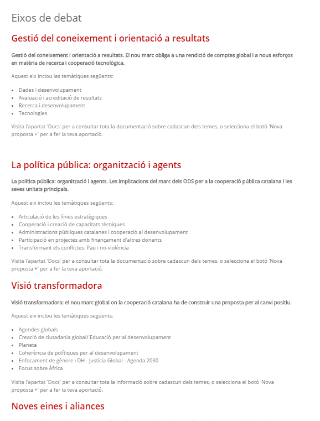 Eixos de debat
Gestió del coneixement i orientació a resultats
Gestió del coneixement i orientació a resultats. El nou marc obliga a una rendició de comptes global i a nous esforços
en matèria de recerca i cooperació tecnològica.
Aquest eix inclou les temàtiques següents:
• Dades i desenvolupament
• Avaluació i acreditació de resultats
• Recerca i desenvolupament
• Tecnologies
Visita l'apartat 'Docs' per a consultar tota la documentació sobre cadascun dels temes, o selecciona el botó 'Nova
proposta +' per a fer la teva aportació.
La política pública: organització i agents
La política pública: organització i agents. Les implicacions del marc dels ODS per a la cooperació pública catalana i les
seves unitats principals.
Aquest eix inclou les temàtiques següents:
• Articulació de les línies estratègiques
• Cooperació i creació de capacitats tècniques
• Administracions públiques catalanes i cooperació al desenvolupament
• Participació en projectes amb finançament d'altres donants
• Transformant els conflictes: Pau i no-violència
Visita l'apartat 'Docs' per a consultar tota la documentació sobre cadascun dels temes, o selecciona el botó 'Nova
proposta +' per a fer la teva aportació.
Visió transformadora
Visió transformadora: el nou marc global on la cooperació catalana ha de construir una proposta per al canvi positiu.
Aquest eix inclou les temàtiques següents:
• Agendes globals
• Creació de ciutadania global/ Educació per al desenvolupament
• Planeta
• Coherència de polítiques per al desenvolupament
• Enfocament de gènere i DH - Justícia Global - Agenda 2030
• Focus sobre Àfrica
Visita l'apartat 'Docs' per a consultar tota la informació sobre cadascun dels temes, o selecciona el botó 'Nova
proposta +' per a fer la teva aportació.
Noves eines i aliances